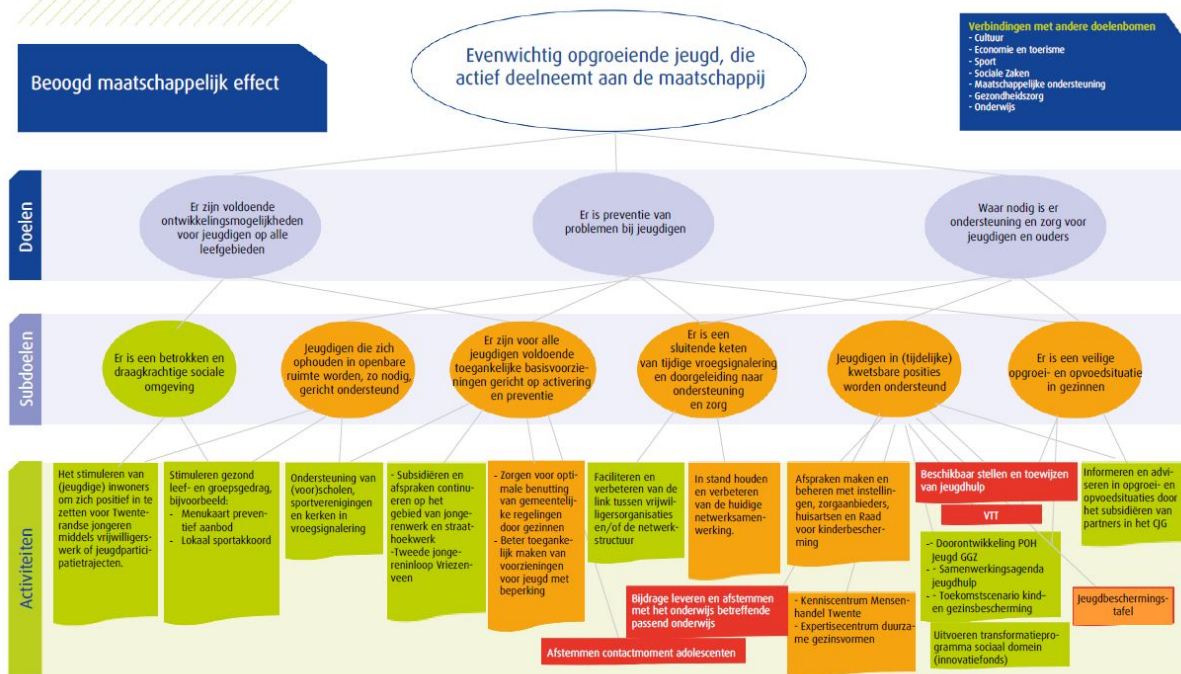 Beoogd maatschappelijk effect
Evenwichtig opgroeiende jeugd, die
actief deelneemt aan de maatschappij
Verbindingen met andere doelenbomen
- Cultuur
- Economie en toerisme
- Sport
- Sociale Zaken
- Maatschappelijke ondersteuning
- Gezondheidszorg
- Onderwijs
Doelen
Er zijn voldoende
ontwikkelingsmogelijkheden
voor jeugdigen op alle
leefgebieden
Er is preventie van
problemen bij jeugdigen
Waar nodig is er
ondersteuning en zorg voor
jeugdigen en ouders
Subdoelen
Er is een betrokken en
draagkrachtige sociale
omgeving
Jeugdigen die zich
ophouden in openbare
ruimte worden, zo nodig,
gericht ondersteund
Er zijn voor alle
jeugdigen voldoende
toegankelijke basisvoorzie-
ningen gericht op activering
en preventie
Er is een
sluitende keten
van tijdige vroegsignalering
en doorgeleiding naar
ondersteuning
en zorg
Jeugdigen in (tijdelijke)
kwetsbare posities
worden ondersteund
Er is een veilige
opgroei- en opvoedsituatie
in gezinnen
Activiteiten
Het stimuleren van
(jeugdige) inwoners
om zich positief in te
zetten voor Twente-
randse jongeren
middels vrijwilligers-
werk of jeugdpartici-
patietrajecten.
Stimuleren gezond
leef- en groepsgedrag,
bijvoorbeeld:
- Menukaart preven-
tief aanbod
- Lokaal sportakkoord
Ondersteuning van
(voor)scholen,
sportverenigingen
en kerken in
vroegsignalering
- Subsidiëren en
afspraken continu-
eren op het
gebied van jongeren-
werk en straat-
hoekwerk
-Tweede jonge-
reninloop Vriezen-
veen
- Zorgen voor opti-
male benutting
van gemeentelijke
regelingen
door gezinnen
- Beter toeganke-
lijk maken van
voorzieningen
voor jeugd met
beperking
Faciliteren en
verbeteren van de
link tussen vrijwil-
ligersorganisaties
en/of de netwerk-
structuur
In stand houden
en verbeteren
van de huidige
netwerksamen-
werking.
Afspraken maken en
beheren met instellin-
gen, zorgaanbieders,
huisartsen en Raad
voor kinderbescher-
ming
Beschikbaar stellen en toewijzen
van jeugdhulp
VTT
Informeren en advi-
seren in opgroei- en
opvoedsituaties door
het subsidiëren van
partners in het CJG
- Doorontwikkeling POH
Jeugd GGZ
- - Samenwerkingsagenda
jeugdhulp
- - Toekomstscenario kind-
en gezinsbescherming
Bijdrage leveren en afstemmen
met het onderwijs betreffende
passend onderwijs
- Kenniscentrum Mensen-
handel Twente
- Expertisecentrum duurza-
me gezinsvormen
Jeugdbeschermings-
tafel
Afstemmen contactmoment adolescenten
Uitvoeren transformatiepro-
gramma sociaal domein
(innovatiefonds)